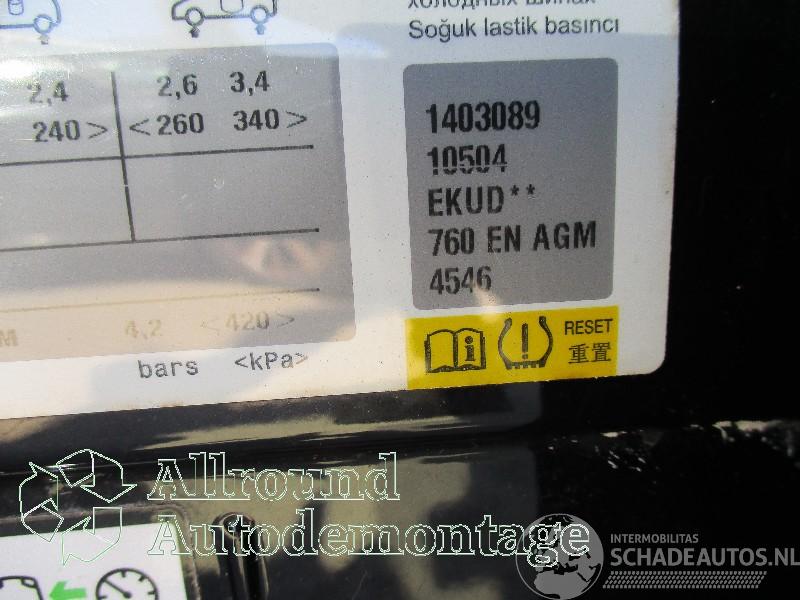 холодных шинах
Soğuk lastik basıncı
2,4 2,6 3,4
240> <260 340>
1403089
10504
EKUD**
760 EN AGM
4546
M 4,2 <420>
bars <kPa>
RESET
重置
Allround
Autodemontage
INTERMOBILITAS
SCHADEAUTOS.NL